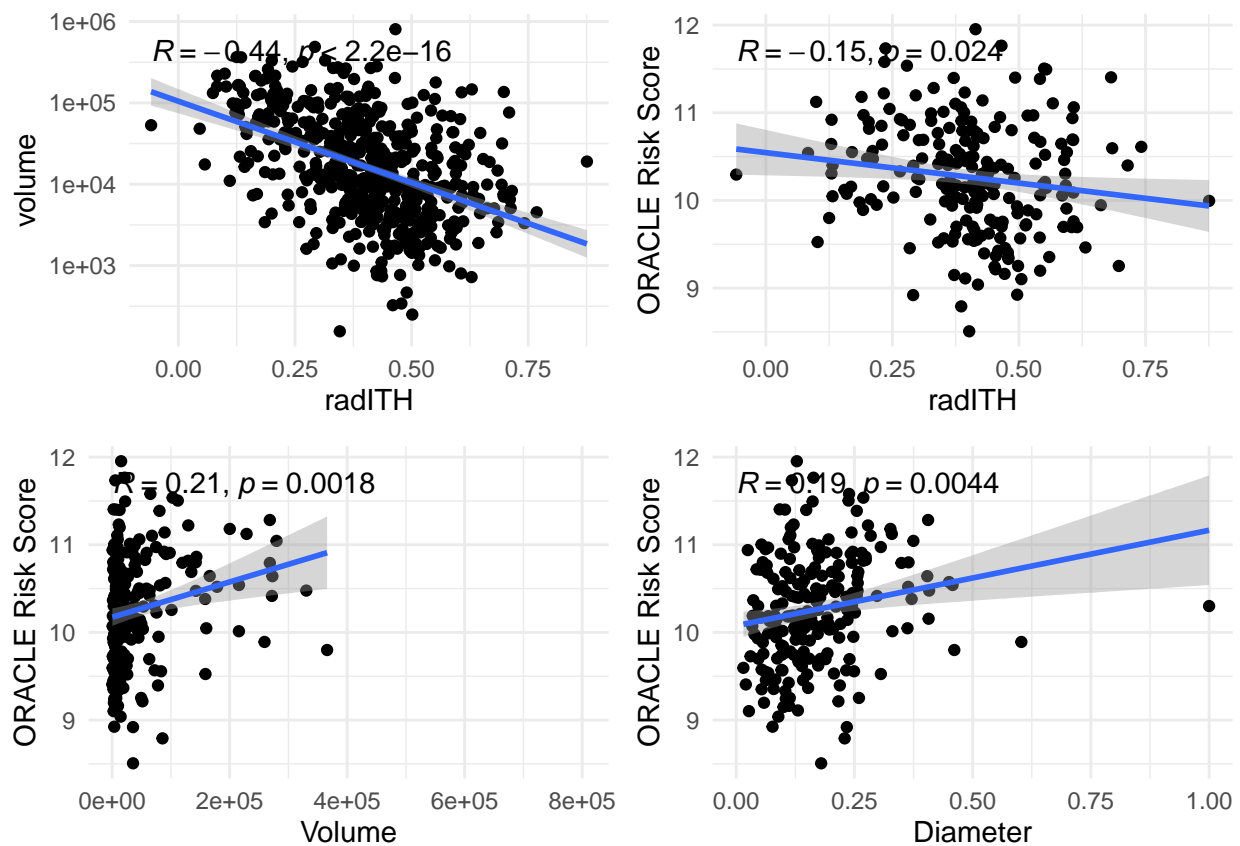 R = −0.44, p < 2.2e−16
1e+06
1e+05
1e+04
1e+03
volume
0.00 0.25 0.50 0.75
radITH
R = −0.15, p = 0.024
12
11
10
9
ORACLE Risk Score
0.00 0.25 0.50 0.75
radITH
R = 0.21, p = 0.0018
12
11
10
9
ORACLE Risk Score
0e+00 2e+05 4e+05 6e+05 8e+05
Volume
R = 0.19, p = 0.0044
12
11
10
9
ORACLE Risk Score
0.00 0.25 0.50 0.75 1.00
Diameter